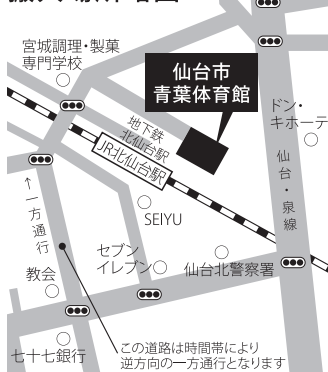 宮城調理・製菓
専門学校
仙台市
青葉体育館
ドン・
キホーテ
地下鉄
北仙台駅
JR北仙台駅
仙台・泉線
↑一方通行
SEIYU
セブン
イレブン
仙台北警察署
教会
七十七銀行
この道路は時間帯により
逆方向の一方通行となります